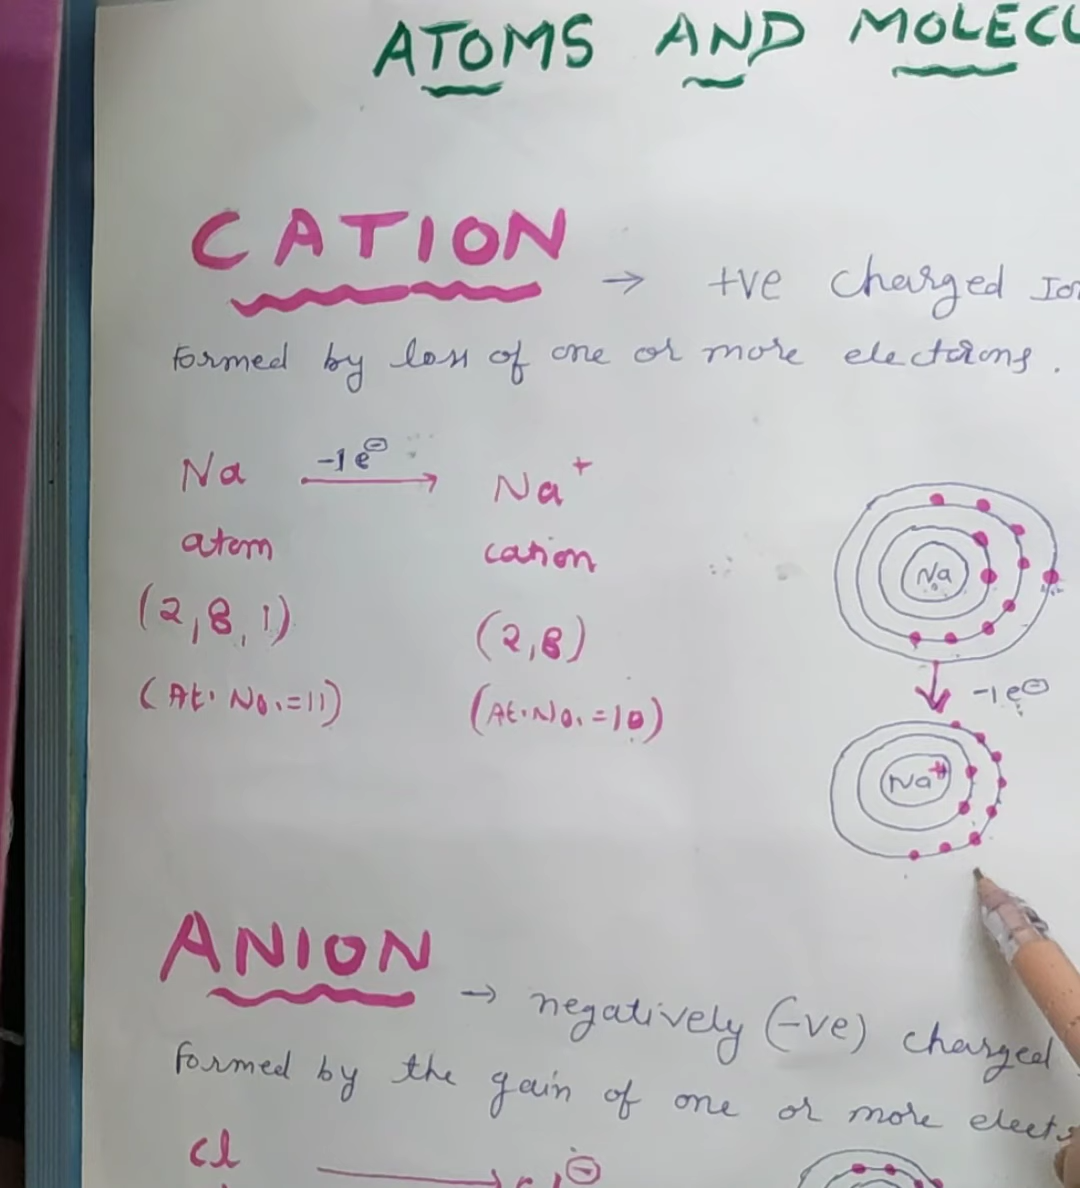 ATOMS AND MOLECU
CATION → +ve charged Ion
formed by loss of one or more electrons.
Na -1e⊖ → Na+
atom cation
(2,8,1) (2,8)
(At. No.=11) (At.No.=10)
Na
-1e⊖
Na+
ANION → negatively (-ve) charged
formed by the gain of one or more elect
Cl